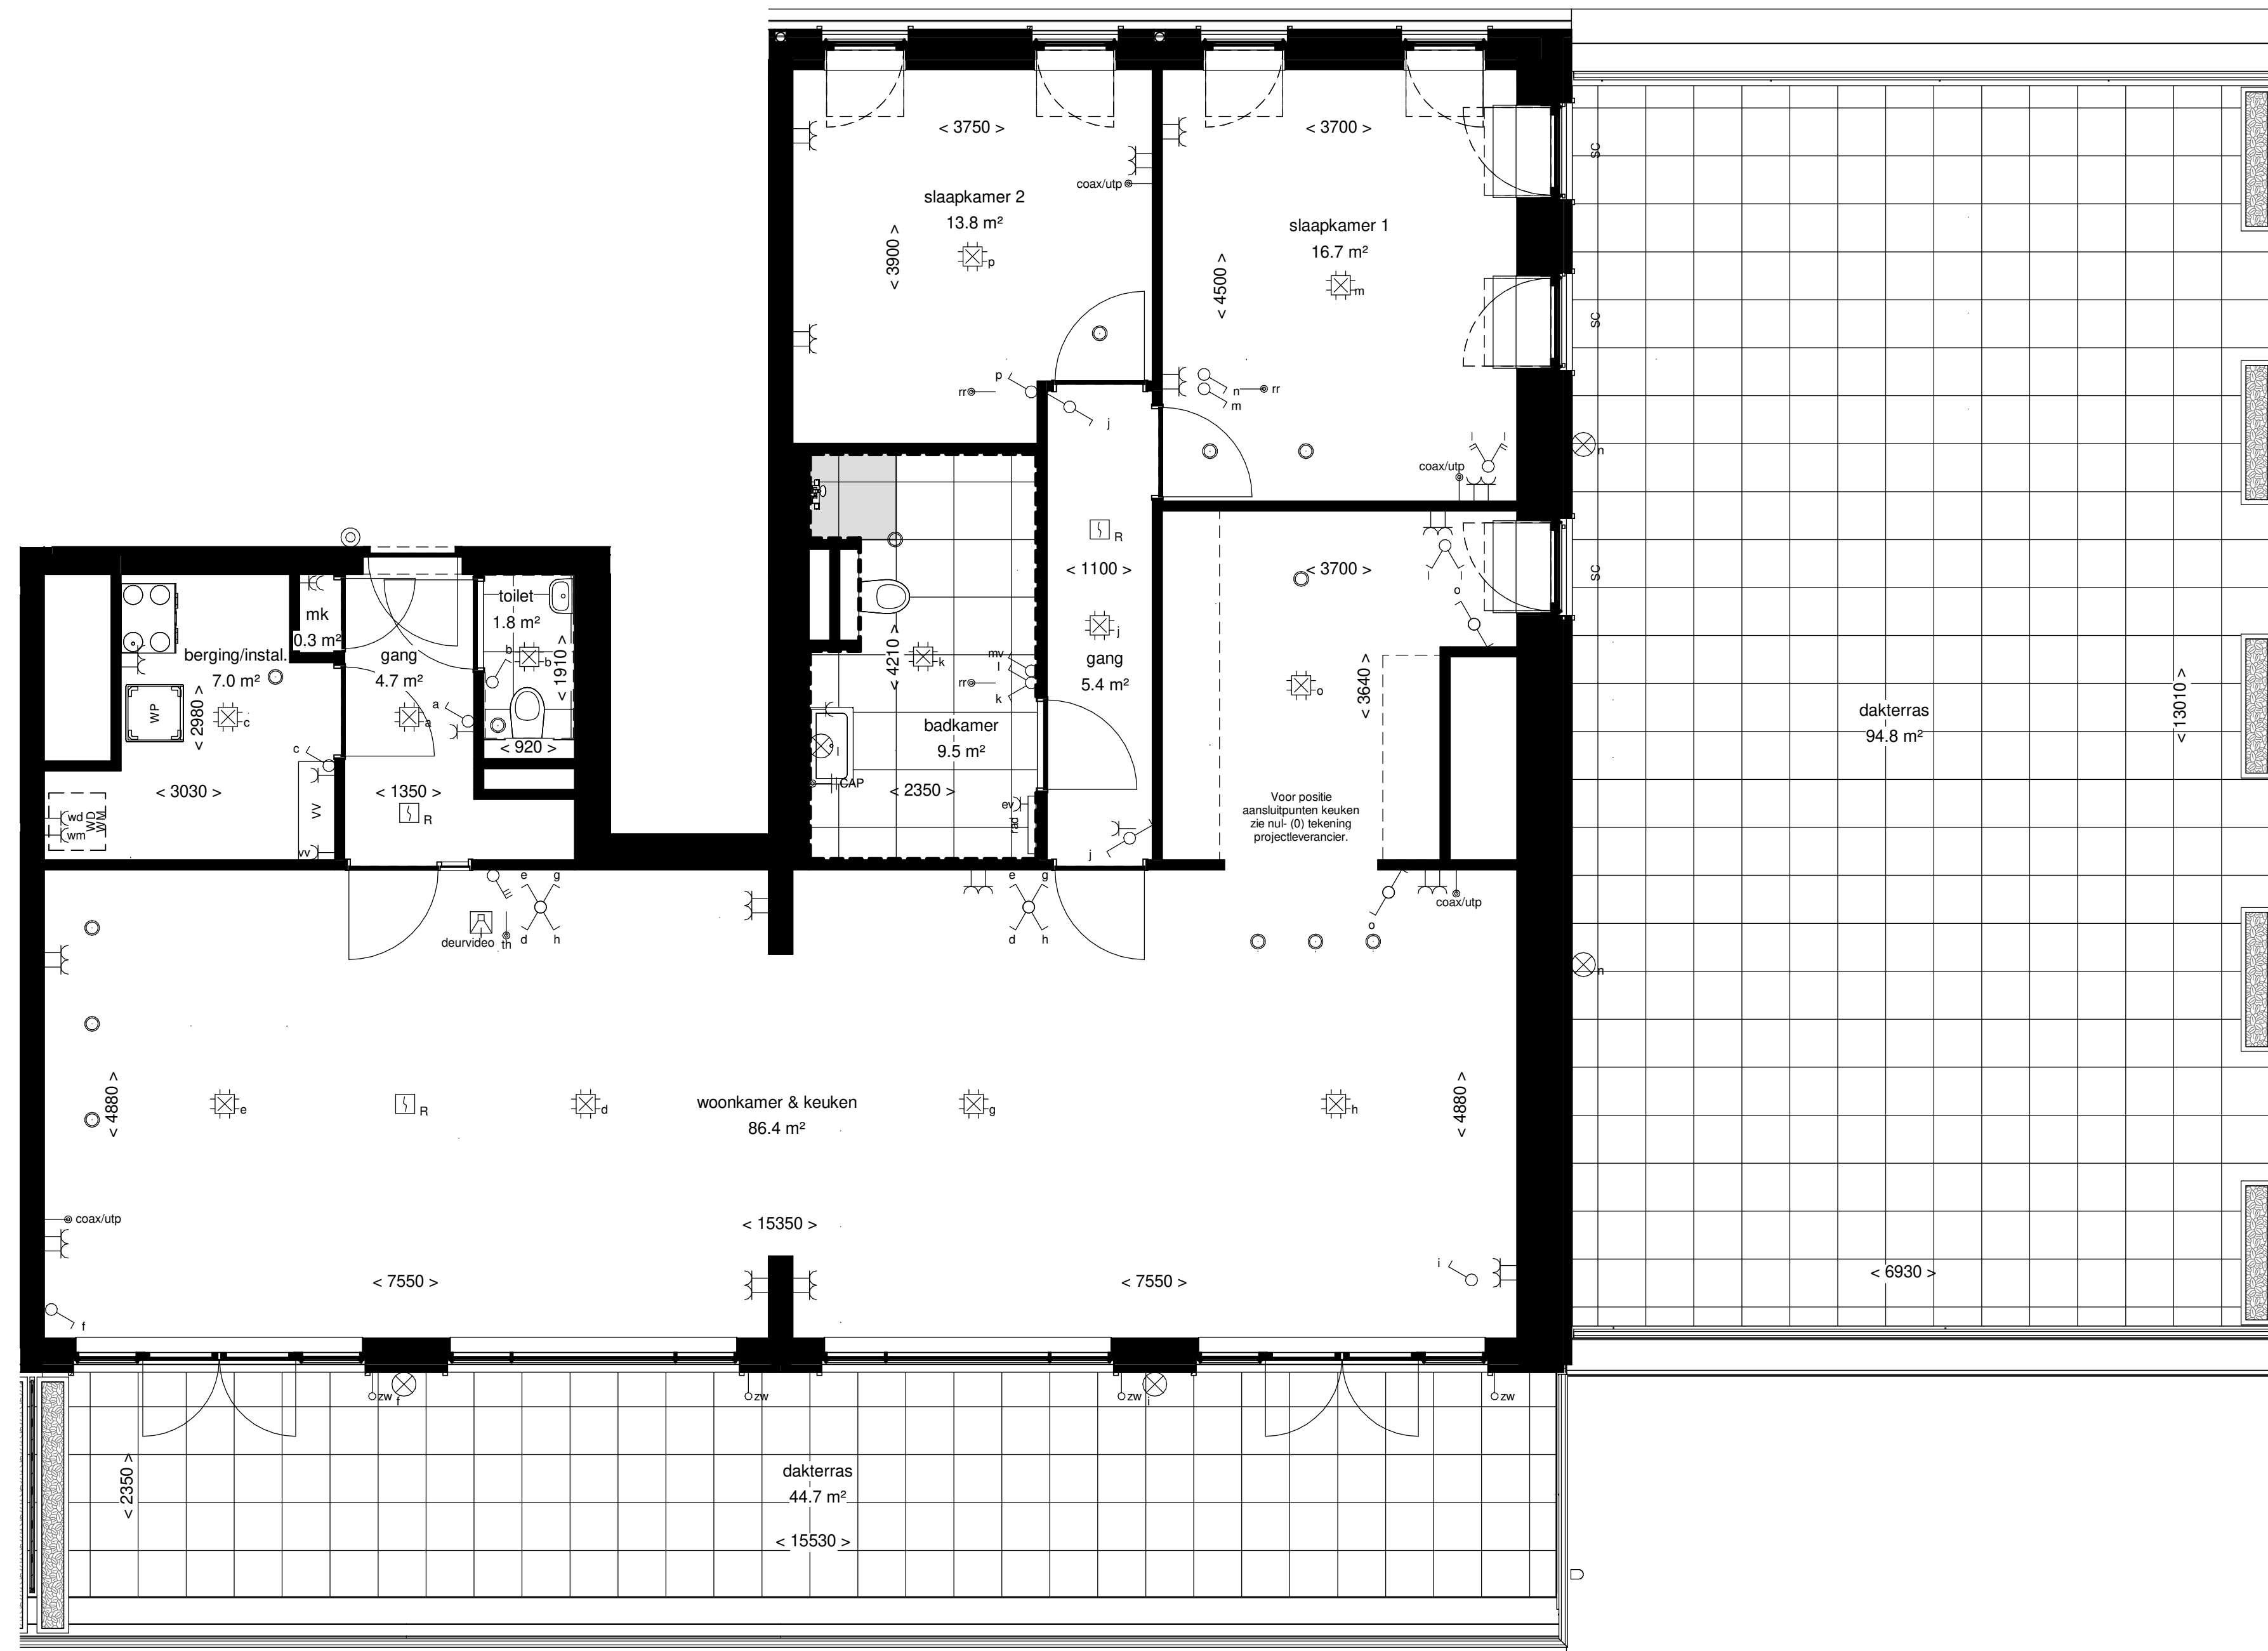 < 3750 >
< 3700 >
SC
coax/utp
slaapkamer 2
13.8 m²
slaapkamer 1
16.7 m²
< 3900 >
p
< 4500 >
m
SC
p
rr
j
n
rr
m
n
coax/utp
R
< 1100 >
< 3700 >
SC
l
l
o
toilet
1.8 m²
mk
0.3 m²
berging/instal.
7.0 m²
gang
4.7 m²
b
b
< 1910 >
< 4210 >
k
mv
l
rr
k
j
gang
5.4 m²
< 3640 >
o
WP
< 2980 >
c
a
a
c
< 920 >
badkamer
9.5 m²
l
CAP
< 2350 >
dakterras
94.8 m²
< 13010 >
< 3030 >
< 1350 >
VV
R
wd
wm
WD
WM
vv
ev
rad
j
Voor positie
aansluitpunten keuken
zie nul- (0) tekening
projectleverancier.
e
g
d
h
deurvideo
th
e
g
d
h
o
coax/utp
n
< 4880 >
e
R
d
woonkamer & keuken
86.4 m²
g
h
< 4880 >
coax/utp
< 15350 >
< 7550 >
< 7550 >
i
f
< 6930 >
zw
f
zw
zw
i
zw
< 2350 >
dakterras
44.7 m²
< 15530 >